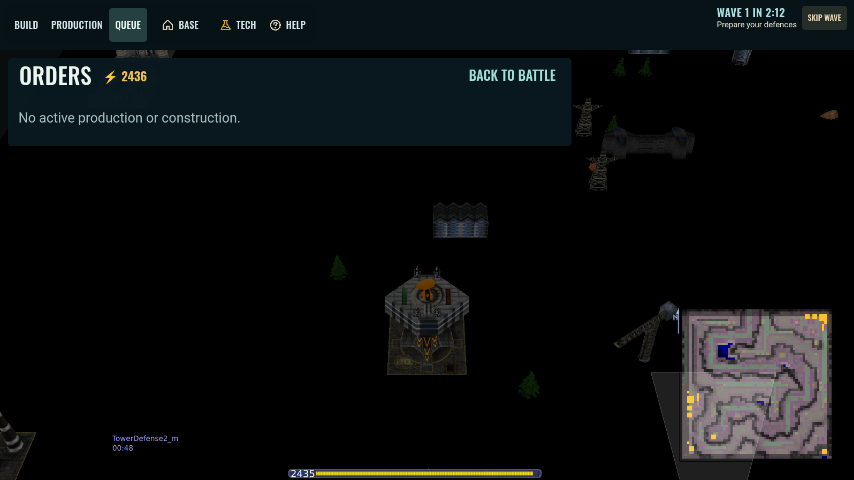 BUILD PRODUCTION QUEUE BASE TECH HELP
WAVE 1 IN 2:12
Prepare your defences
SKIP WAVE
ORDERS 2436 BACK TO BATTLE
No active production or construction.
N
TowerDefense2_m
00:48
2435